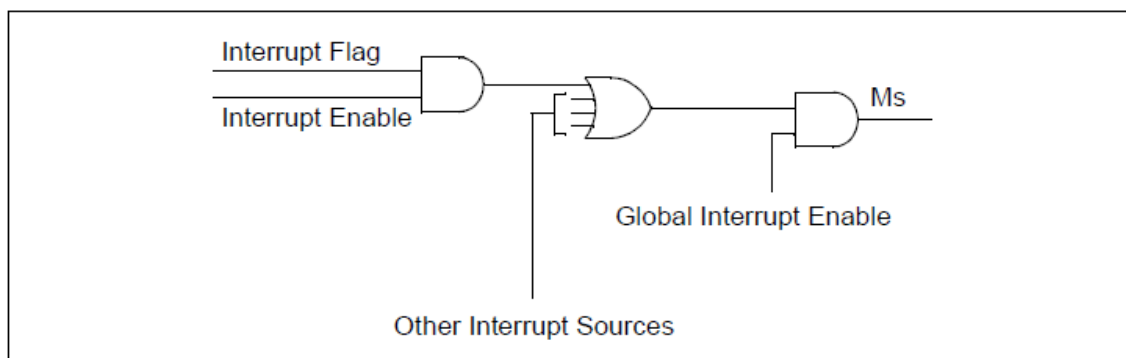 Interrupt Flag
Interrupt Enable
Ms
Global Interrupt Enable
Other Interrupt Sources